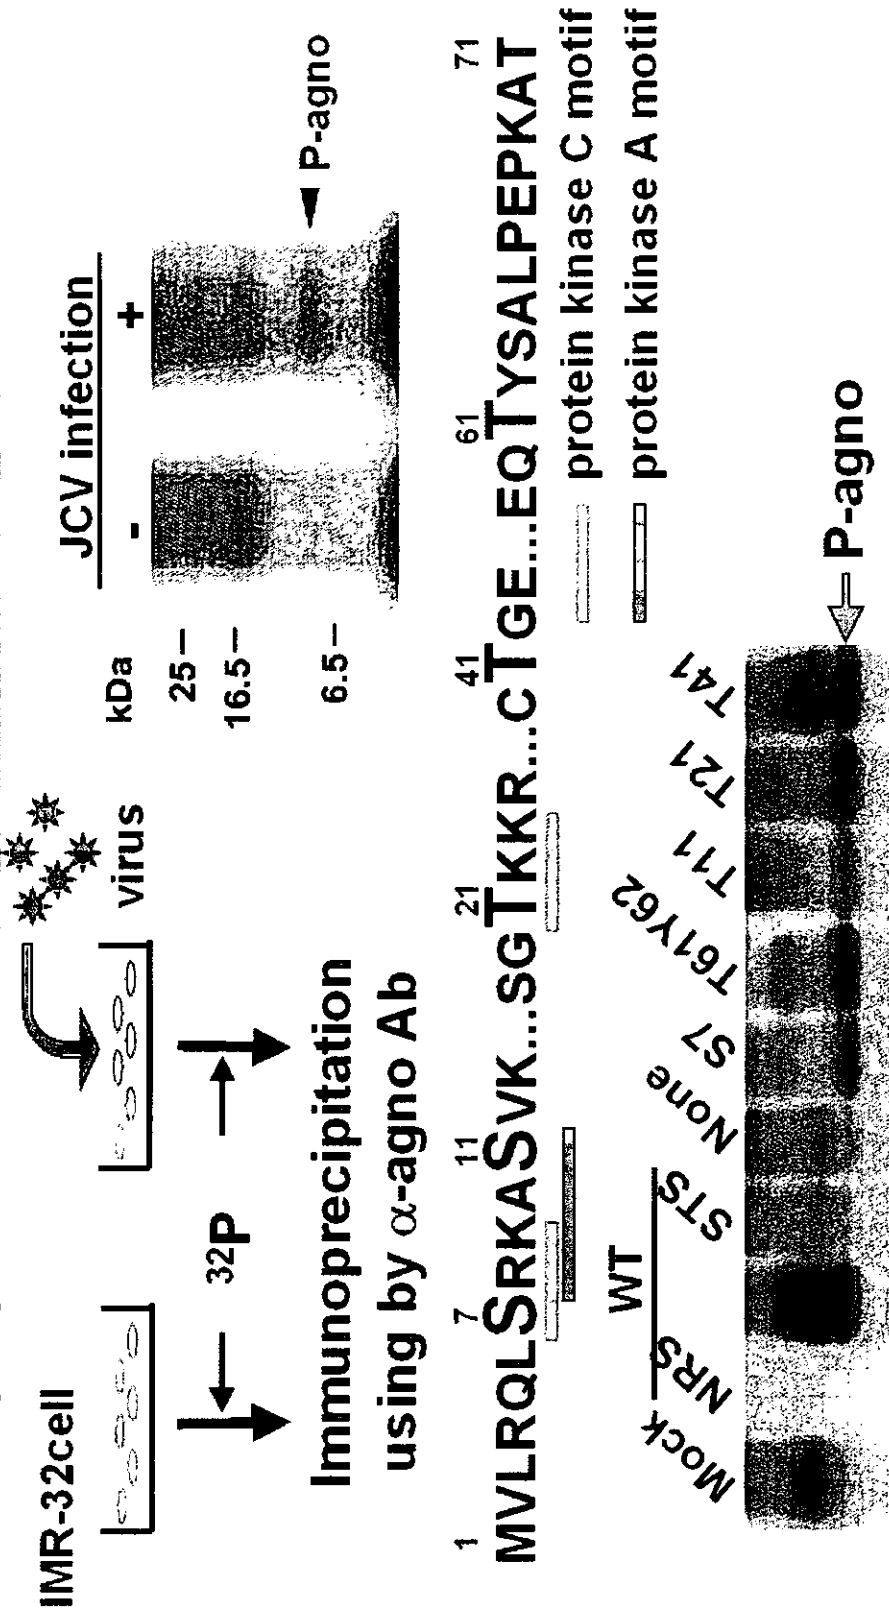 IMR-32cell
virus
32P
Immunoprecipitation
using by α-agno Ab
JCV infection
kDa - +
25–
16.5–
6.5–
P-agno
1 7 11 21 41 61 71
MVLRQLSRKASVK...SGTKKR...CTGE...EQTYSALPEPKAT
protein kinase C motif
protein kinase A motif
WT
Mock NRS STS None S7 T61Y62 T11 T21 T41
P-agno